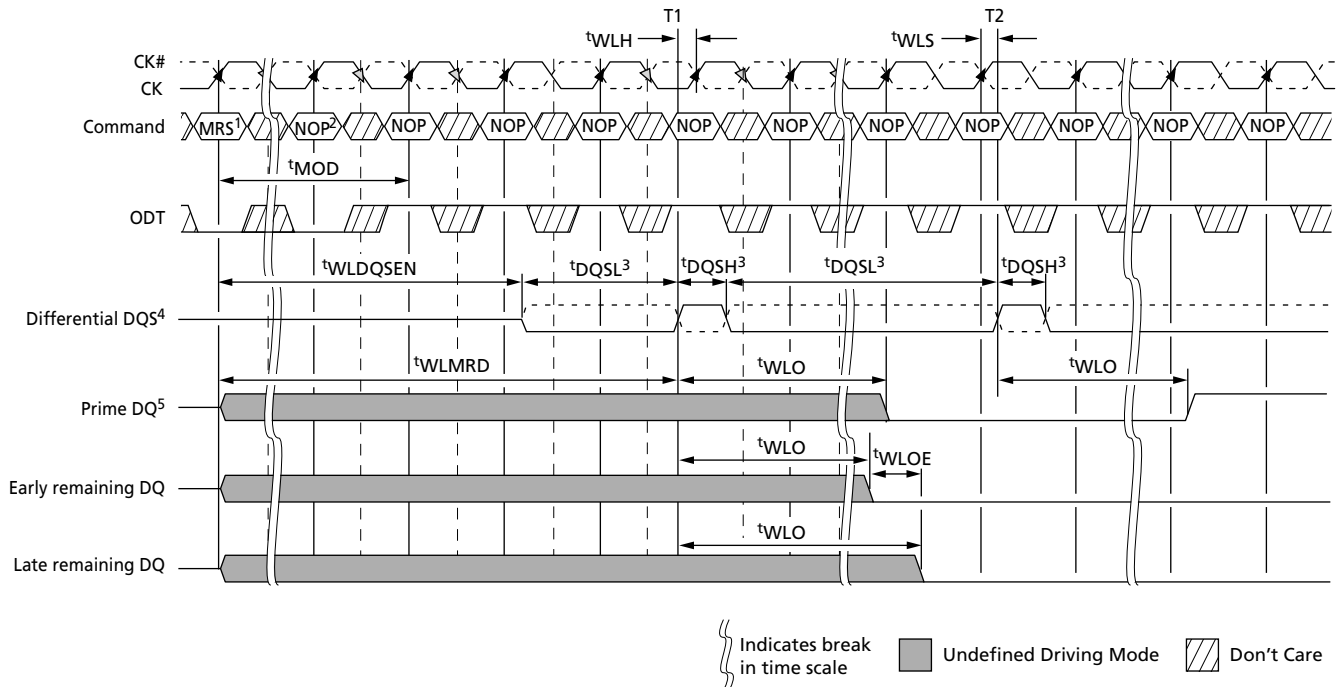 T1 T2
tWLH tWLS
CK#
CK
Command MRS1 NOP2 NOP NOP NOP NOP NOP NOP NOP NOP NOP NOP
tMOD
ODT
tWLDQSEN tDQSL3 tDQSH3 tDQSL3 tDQSH3
Differential DQS4
tWLMRD tWLO tWLO
Prime DQ5
tWLO tWLOE
Early remaining DQ
tWLO
Late remaining DQ
Indicates break
in time scale
Undefined Driving Mode
Don't Care